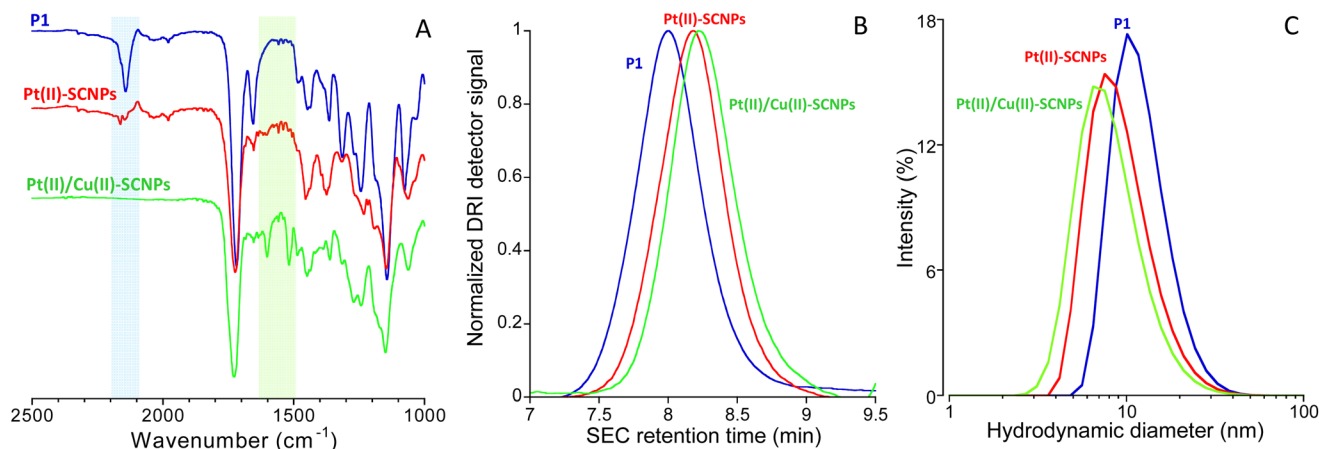 A
P1
Pt(II)-SCNPs
Pt(II)/Cu(II)-SCNPs
2500 2000 1500 1000
Wavenumber (cm⁻¹)
B
Pt(II)-SCNPs
P1
Pt(II)/Cu(II)-SCNPs
Normalized DRI detector signal
1
0.8
0.6
0.4
0.2
0
7 7.5 8 8.5 9 9.5
SEC retention time (min)
C
P1
Pt(II)-SCNPs
Pt(II)/Cu(II)-SCNPs
Intensity (%)
18
12
6
0
1 10 100
Hydrodynamic diameter (nm)